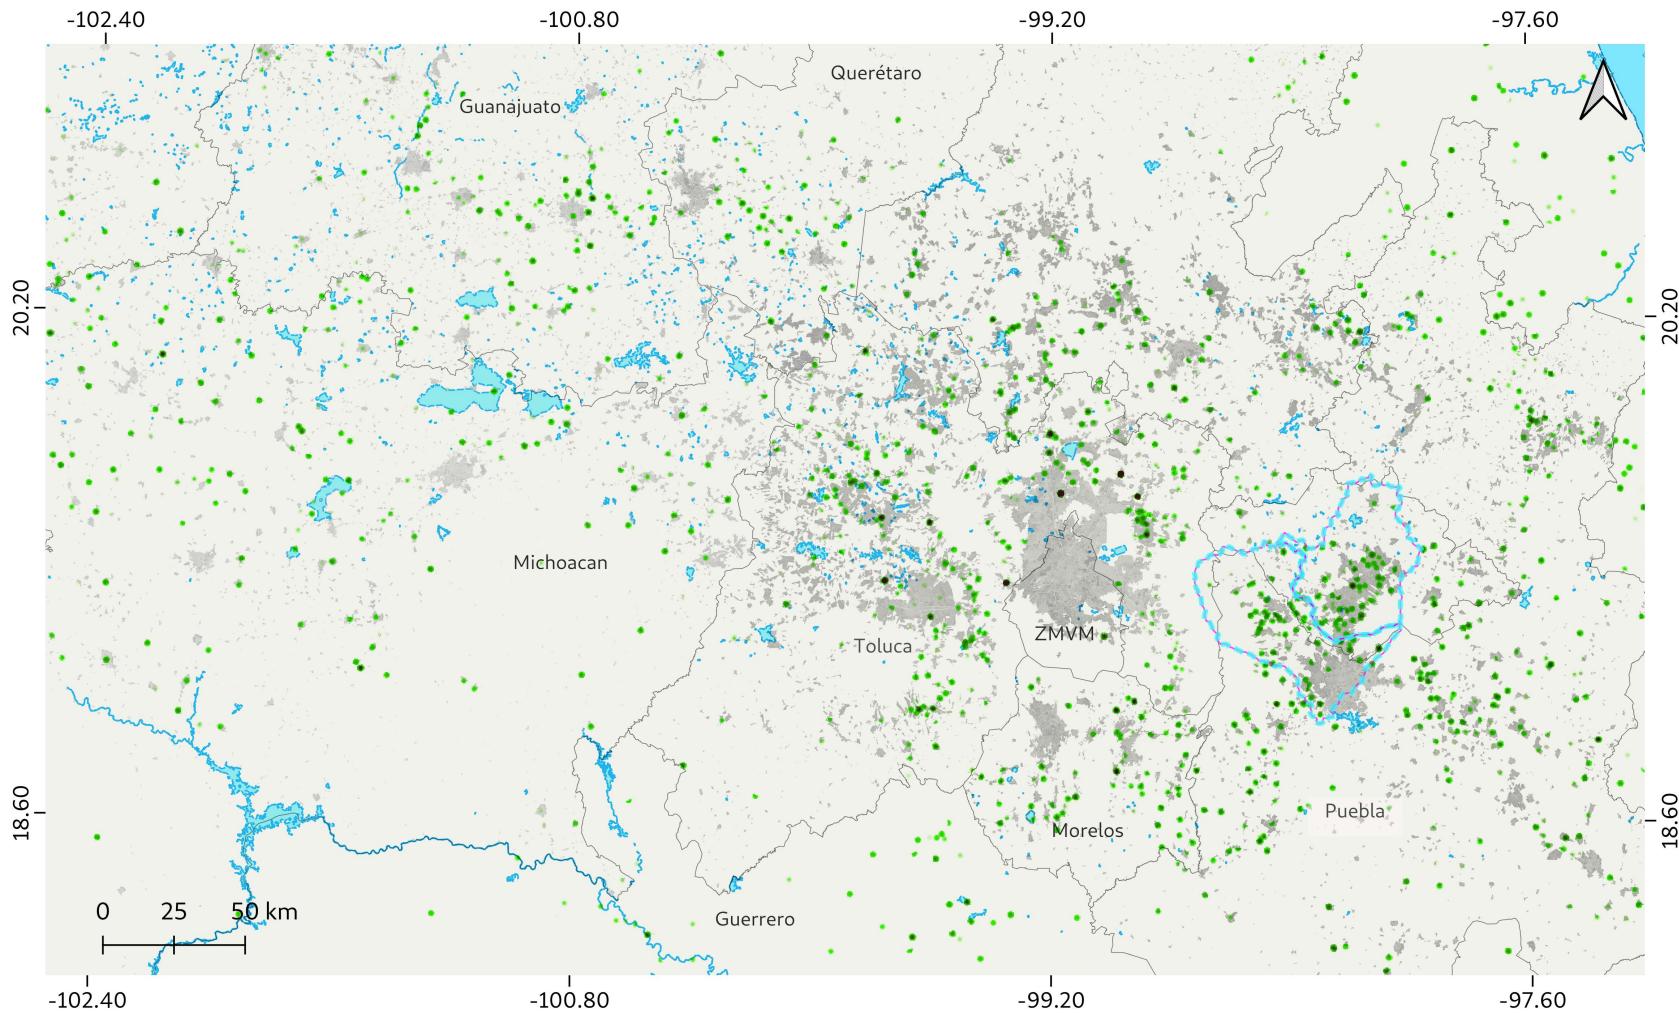 -102.40 -100.80 -99.20 -97.60
Querétaro
Guanajuato
20.20 20.20
Michoacan
ZMVM
Toluca
18.60 18.60
Puebla
Morelos
0 25 50 km
Guerrero
-102.40 -100.80 -99.20 -97.60